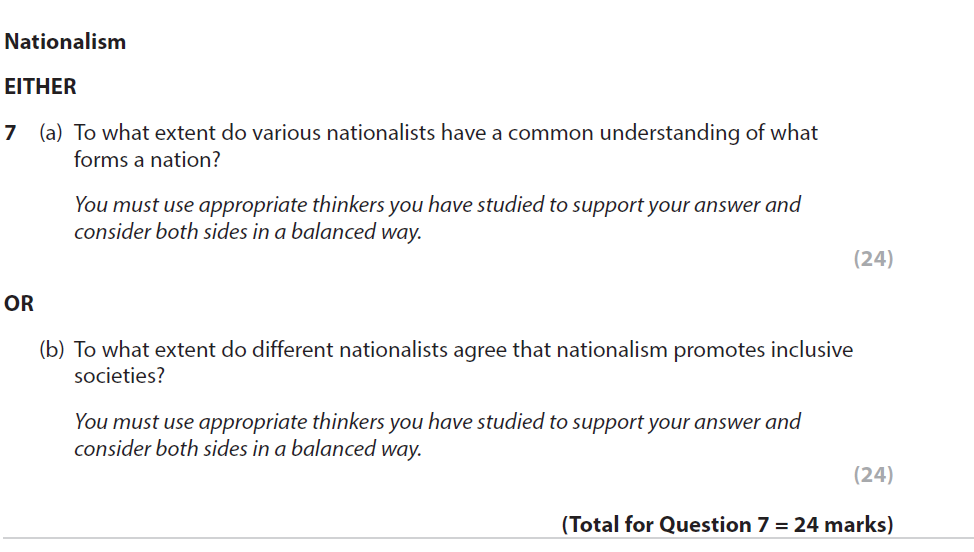 Nationalism
EITHER
7 (a) To what extent do various nationalists have a common understanding of what
forms a nation?
You must use appropriate thinkers you have studied to support your answer and
consider both sides in a balanced way.
(24)
OR
(b) To what extent do different nationalists agree that nationalism promotes inclusive
societies?
You must use appropriate thinkers you have studied to support your answer and
consider both sides in a balanced way.
(24)
(Total for Question 7 = 24 marks)